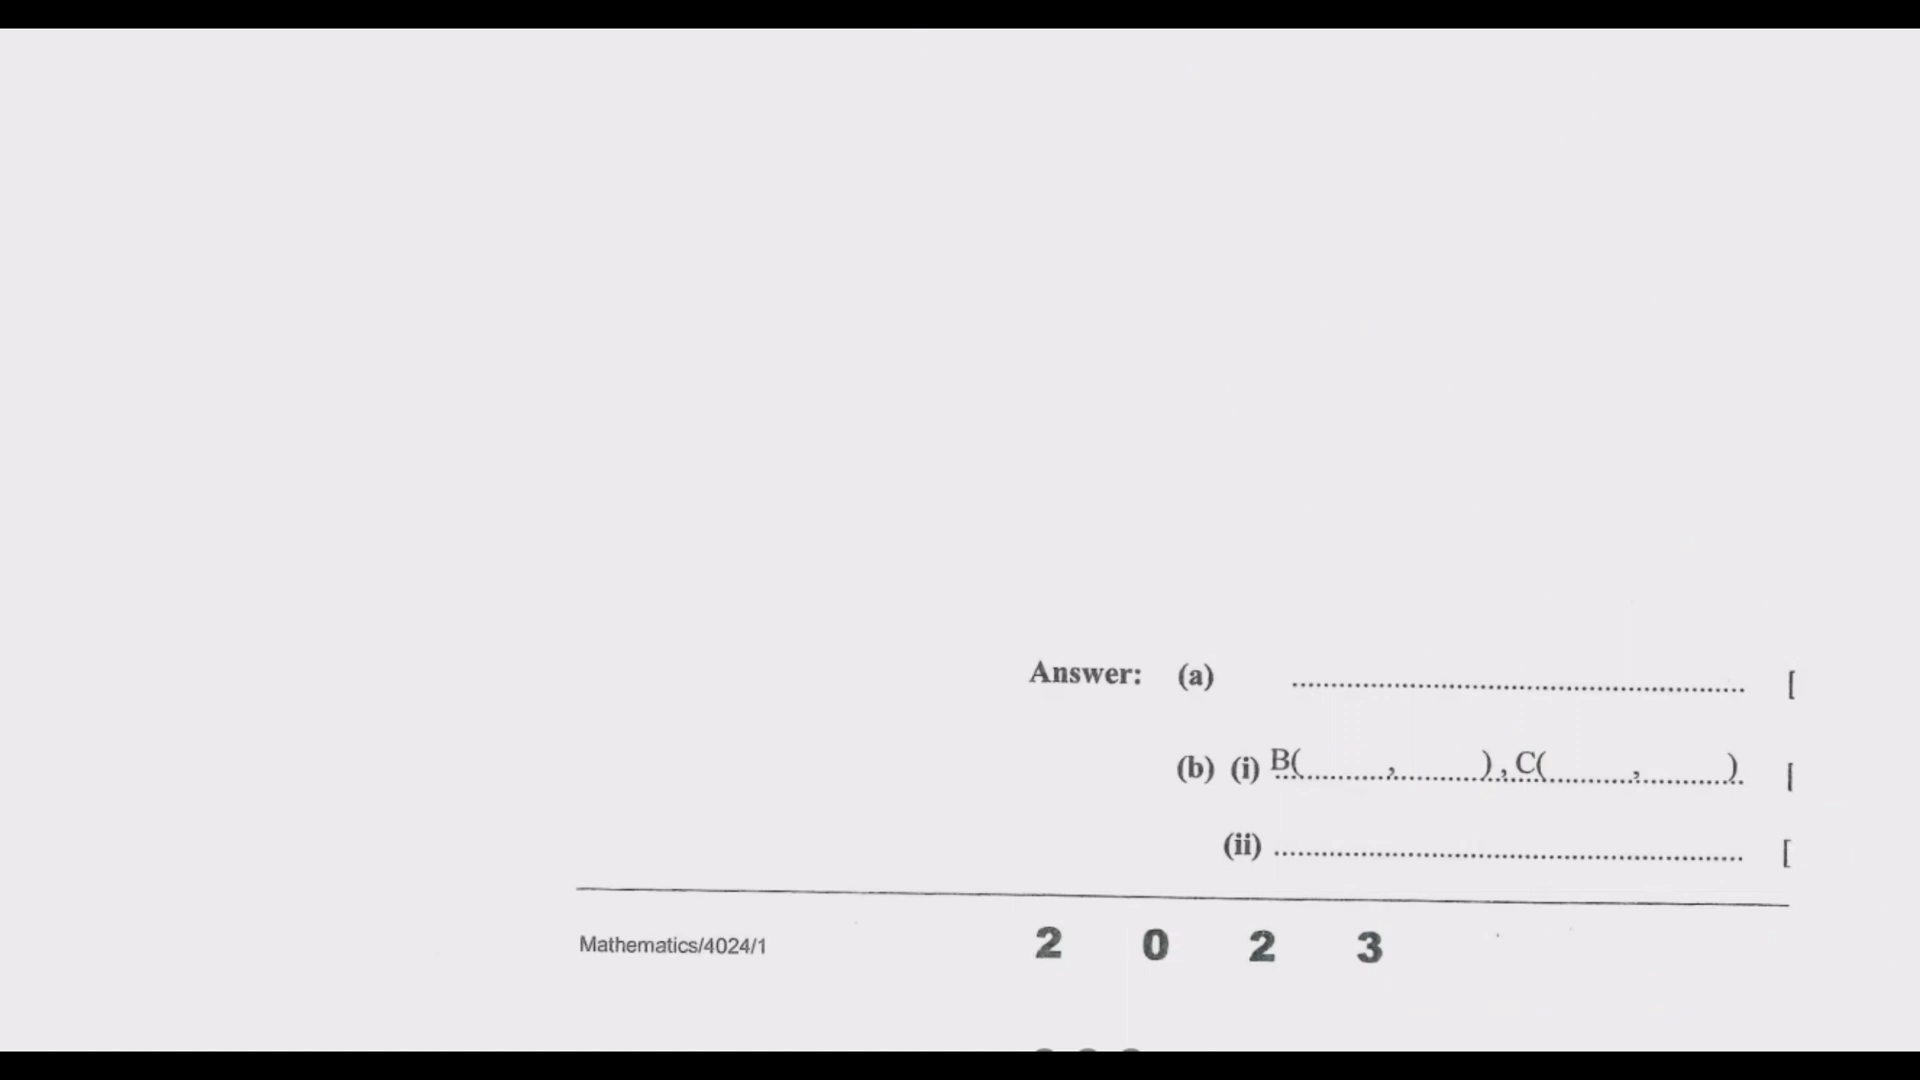 Answer: (a) ........................................ [
(b) (i) B( , ) , C( , ) [
(ii) ........................................ [
Mathematics/4024/1 2 0 2 3